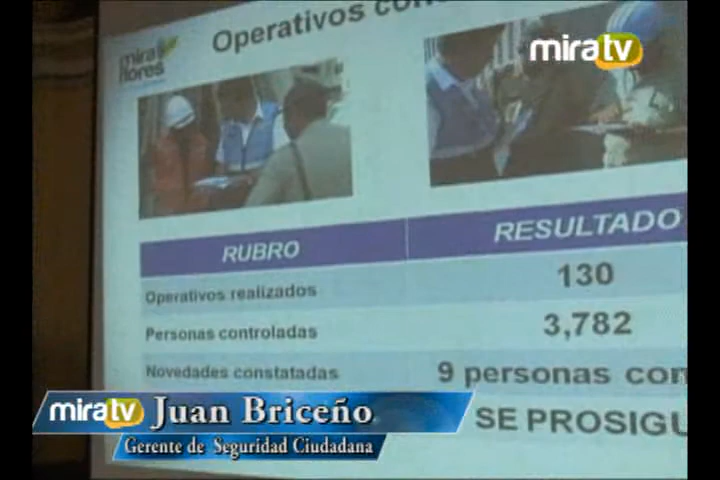 mira
flores
Operativos
miratv
RUBRO
RESULTADO
Operativos realizados
130
Personas controladas
3,782
Novedades constatadas
9 personas con
SE PROSIGU
miratv
Juan Briceño
Gerente de Seguridad Ciudadana